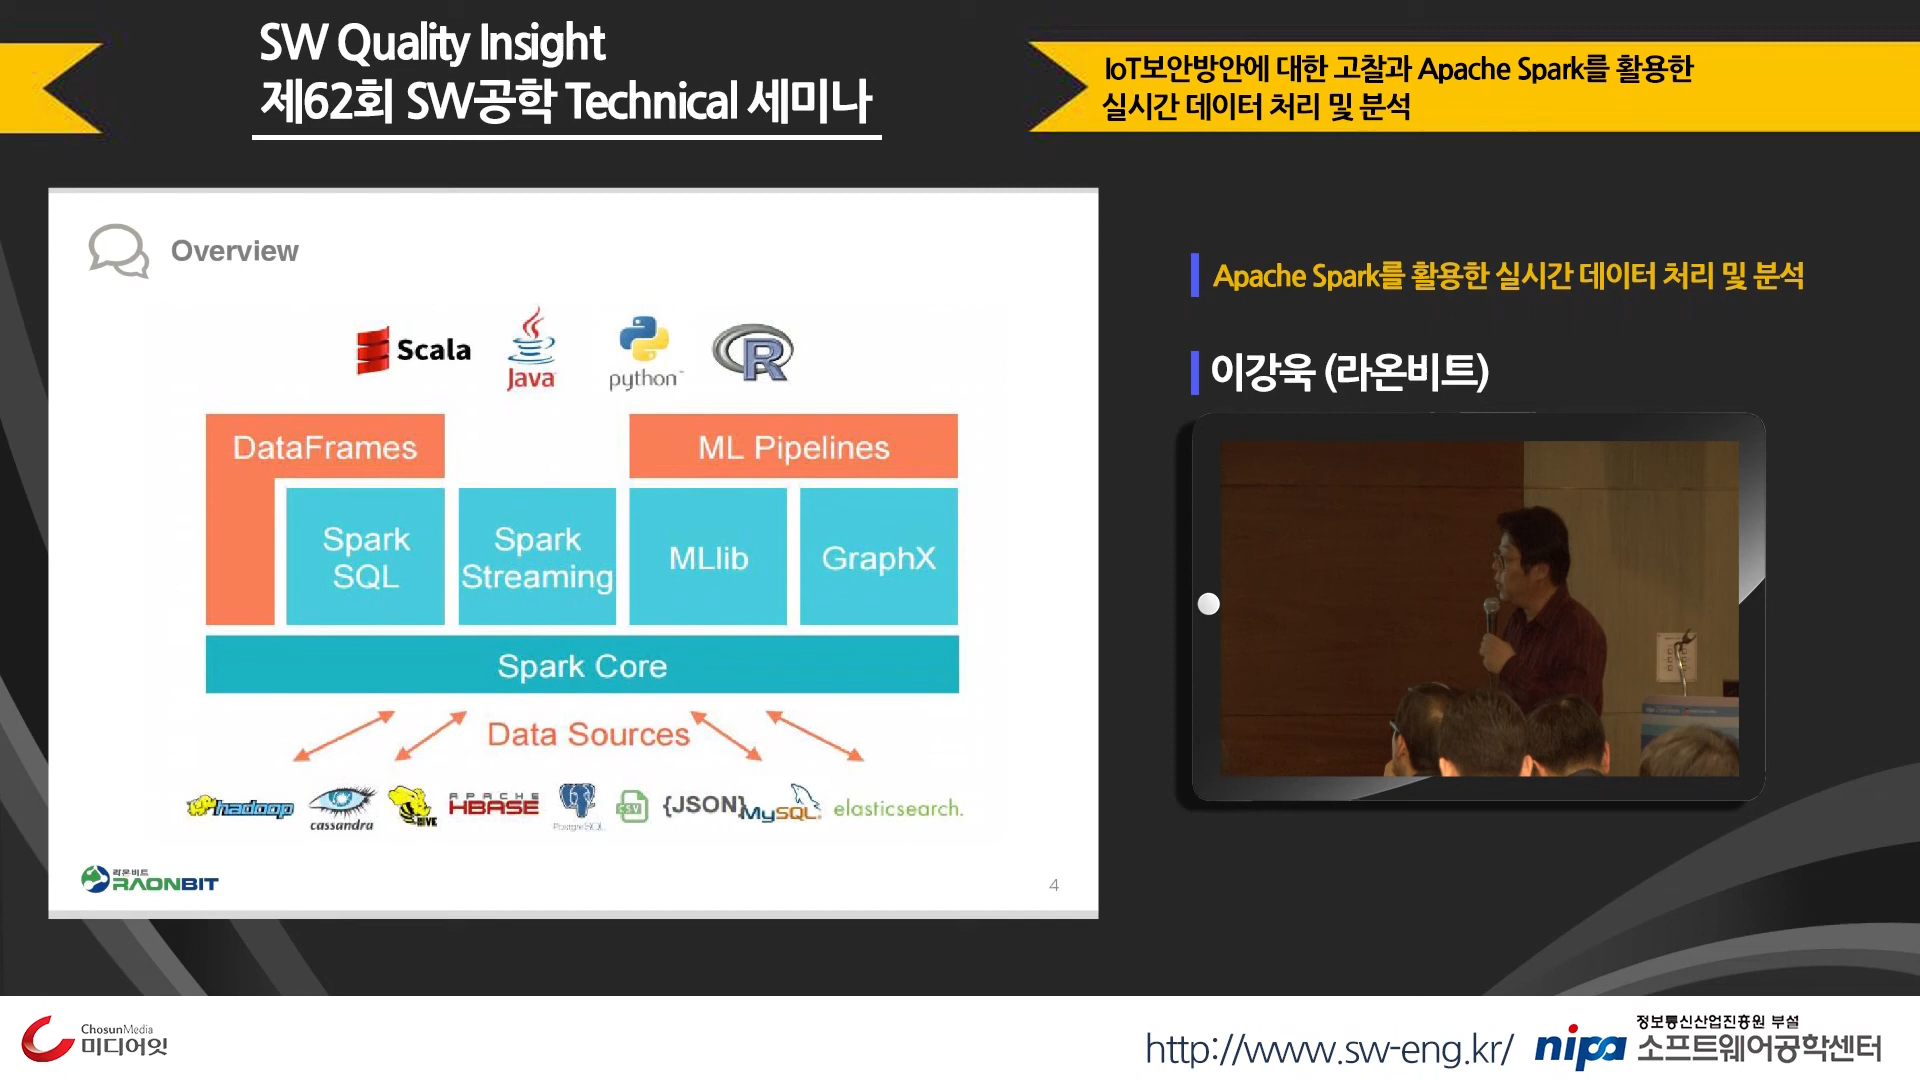 SW Quality Insight
제62회 SW공학 Technical 세미나
IoT보안방안에 대한 고찰과 Apache Spark를 활용한
실시간 데이터 처리 및 분석
Overview
Scala
Java
python
R
DataFrames
ML Pipelines
Spark
SQL
Spark
Streaming
MLlib
GraphX
Spark Core
Data Sources
hadoop
cassandra
HIVE
APACHE
HBASE
PostgreSQL
CSV
{JSON}
MySQL
elasticsearch.
라온비트
RAONBIT
4
Apache Spark를 활용한 실시간 데이터 처리 및 분석
이강욱 (라온비트)
ChosunMedia
미디어잇
http://www.sw-eng.kr/
nipa
정보통신산업진흥원 부설
소프트웨어공학센터